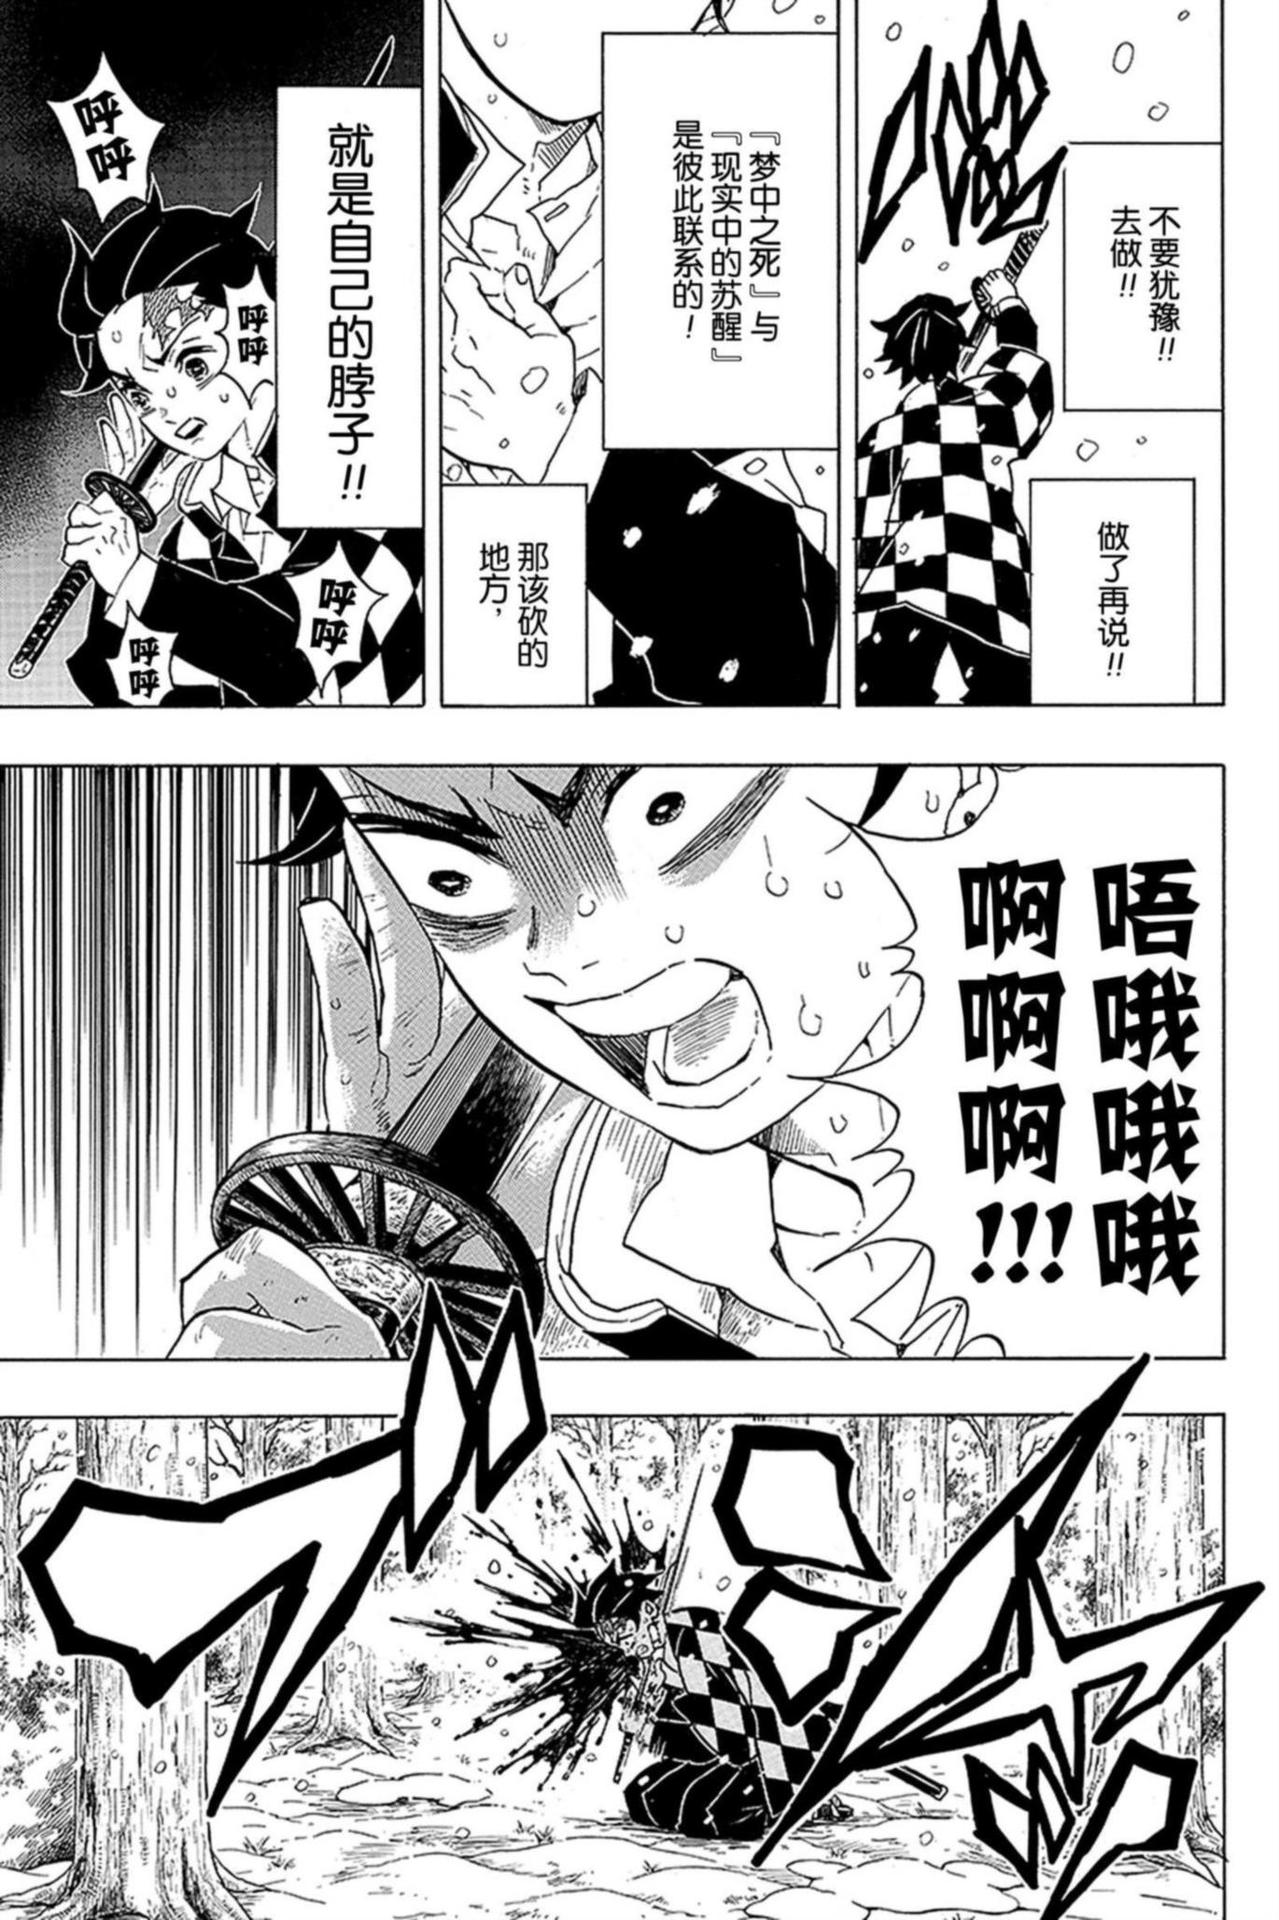 不要犹豫!!
去做!!
做了再说!!
『梦中之死』与
『现实中的苏醒』
是彼此联系的!
那该砍的
地方，
就是自己的脖子!!
呼呼
呼呼
呼呼
呼呼
唔哦哦哦
啊啊啊!!!